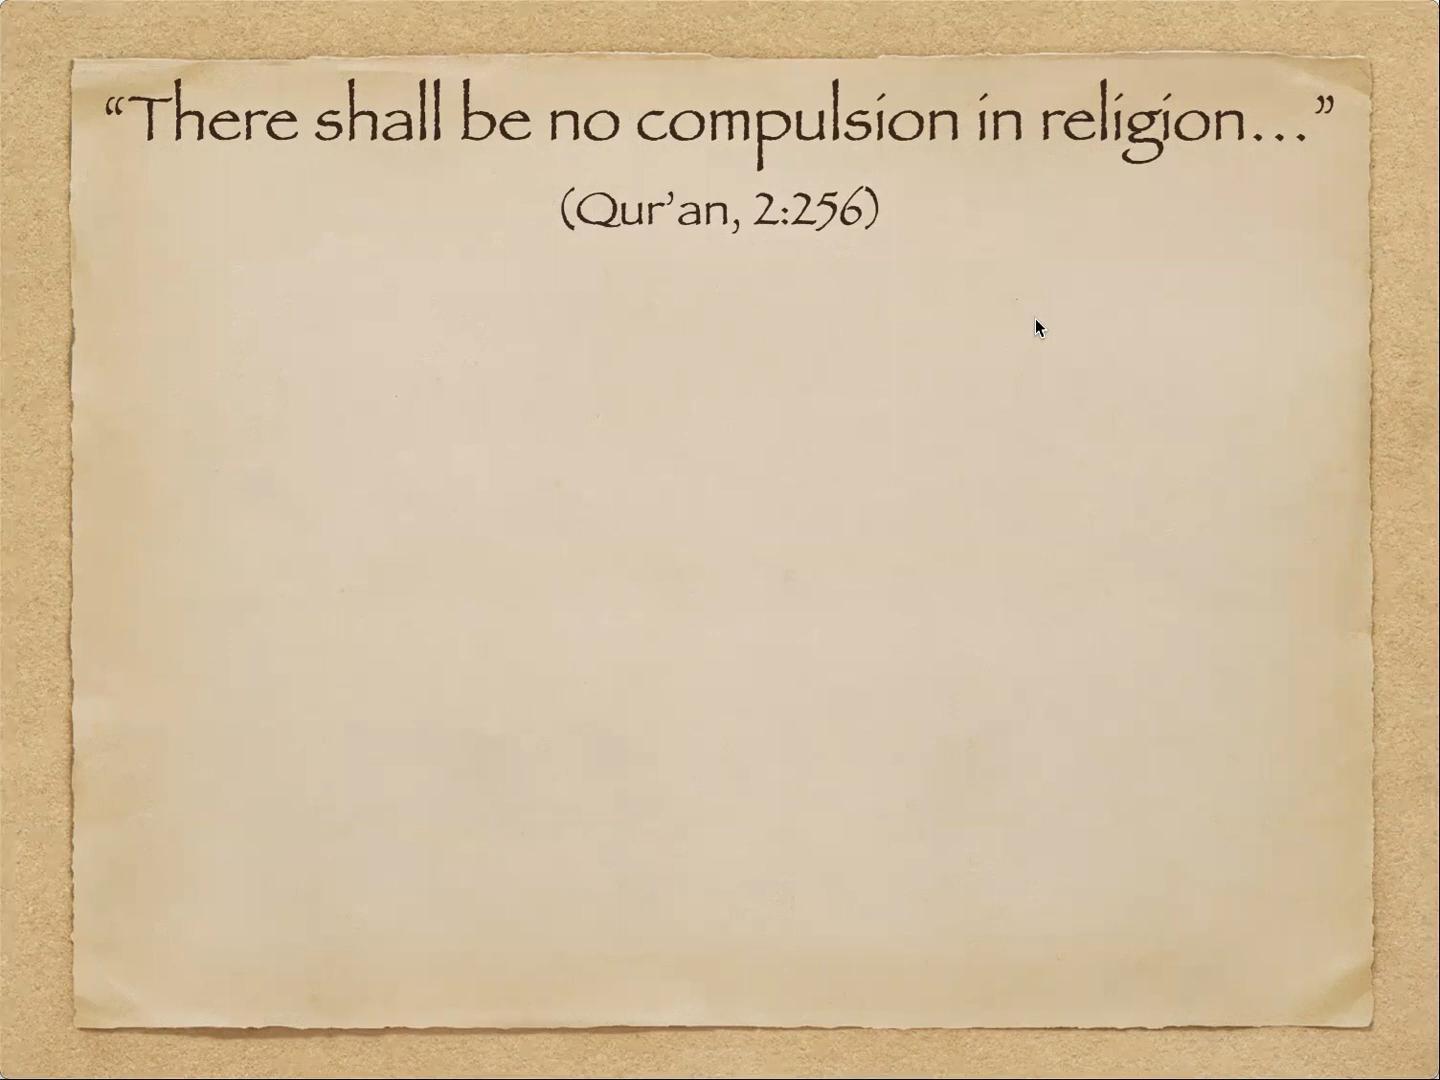 “There shall be no compulsion in religion…”
(Qur’an, 2:256)